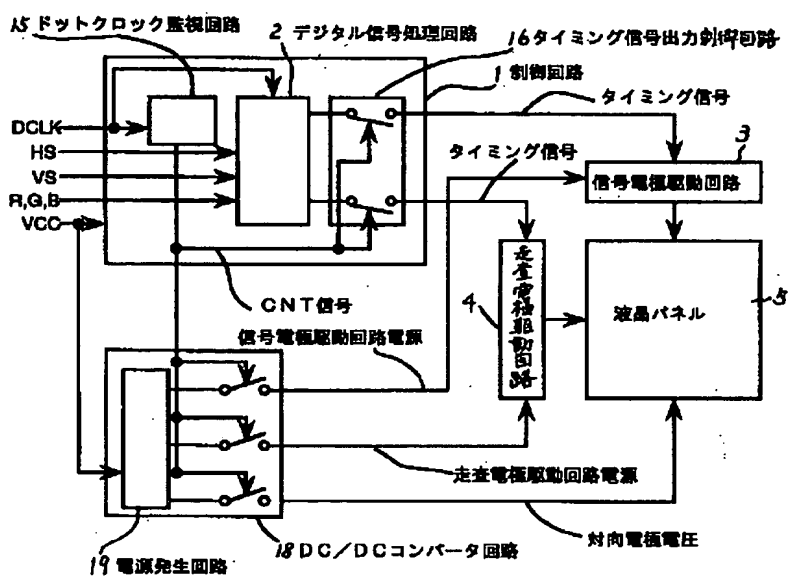 15 ドットクロック監視回路
2 デジタル信号処理回路
16 タイミング信号出力制御回路
1 制御回路
タイミング信号
DCLK
HS
VS
R,G,B
VCC
タイミング信号
3
信号電極駆動回路
CNT信号
4
走査電極駆動回路
液晶パネル
5
信号電極駆動回路電源
走査電極駆動回路電源
対向電極電圧
18 DC/DCコンバータ回路
19 電源発生回路